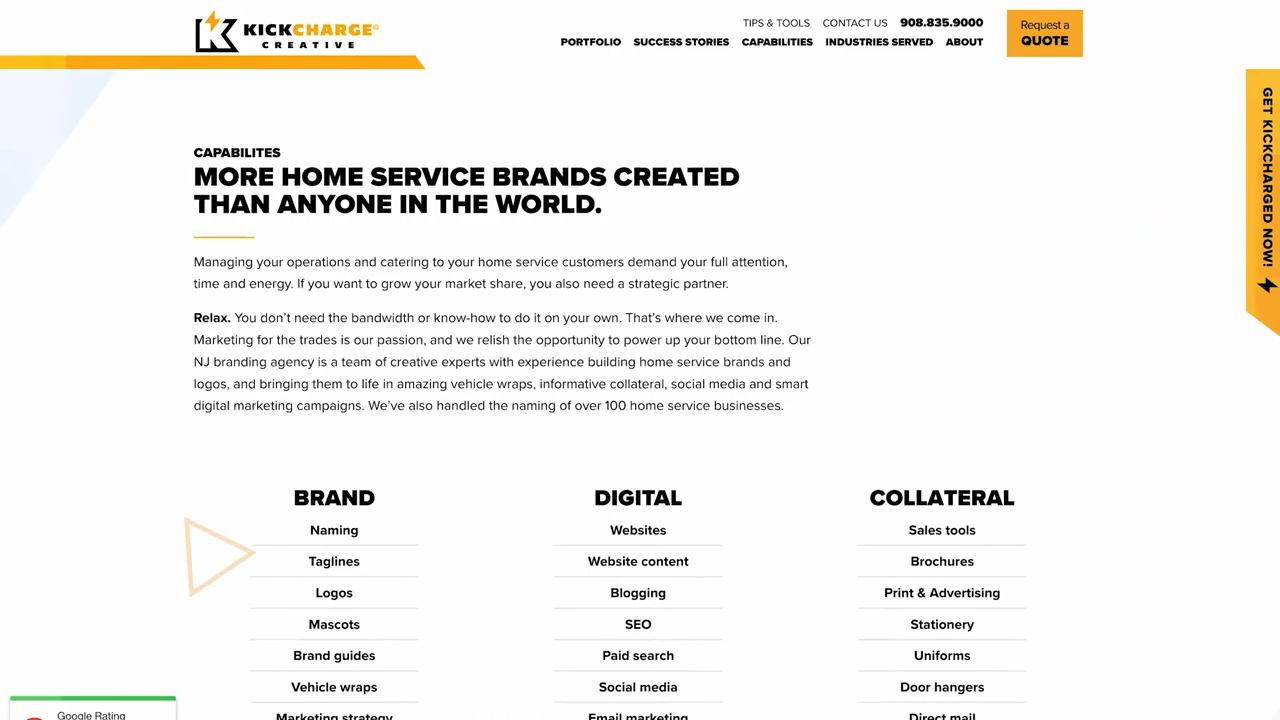 KICKCHARGE®
CREATIVE
TIPS & TOOLS CONTACT US 908.835.9000
PORTFOLIO SUCCESS STORIES CAPABILITIES INDUSTRIES SERVED ABOUT
Request a
QUOTE
GET KICKCHARGED NOW!
CAPABILITES
MORE HOME SERVICE BRANDS CREATED
THAN ANYONE IN THE WORLD.
Managing your operations and catering to your home service customers demand your full attention,
time and energy. If you want to grow your market share, you also need a strategic partner.
Relax. You don't need the bandwidth or know-how to do it on your own. That's where we come in.
Marketing for the trades is our passion, and we relish the opportunity to power up your bottom line. Our
NJ branding agency is a team of creative experts with experience building home service brands and
logos, and bringing them to life in amazing vehicle wraps, informative collateral, social media and smart
digital marketing campaigns. We've also handled the naming of over 100 home service businesses.
BRAND
Naming
Taglines
Logos
Mascots
Brand guides
Vehicle wraps
Marketing strategy
DIGITAL
Websites
Website content
Blogging
SEO
Paid search
Social media
Email marketing
COLLATERAL
Sales tools
Brochures
Print & Advertising
Stationery
Uniforms
Door hangers
Direct mail
Google Rating